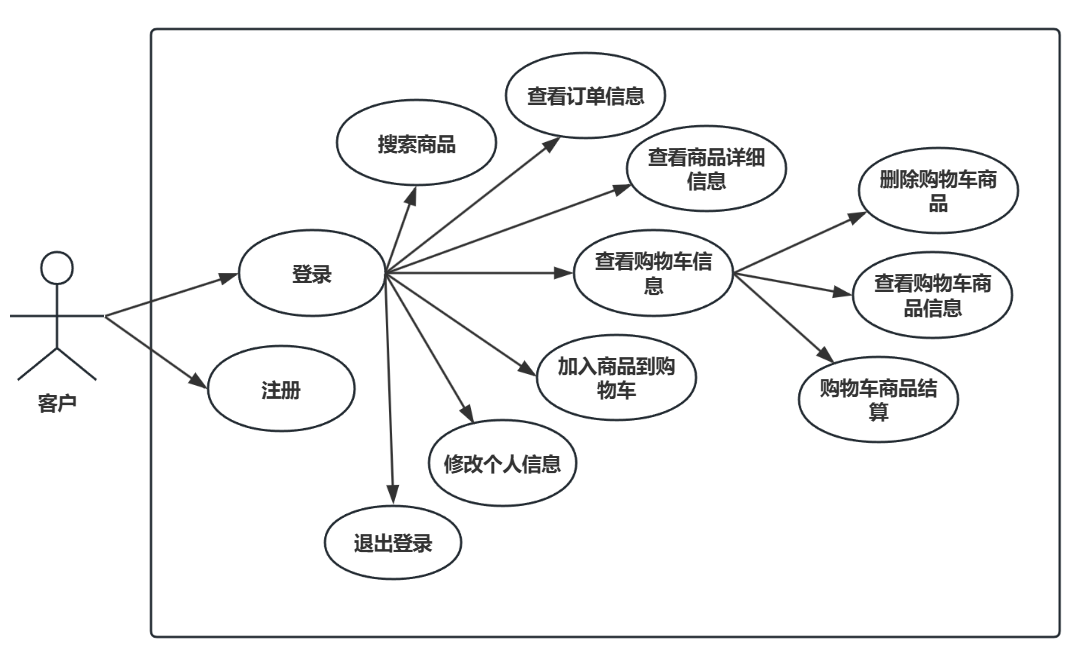 查看订单信息
搜索商品
查看商品详细
信息
删除购物车商
品
登录
查看购物车信
息
查看购物车商
品信息
加入商品到购
物车
购物车商品结
算
注册
客户
修改个人信息
退出登录